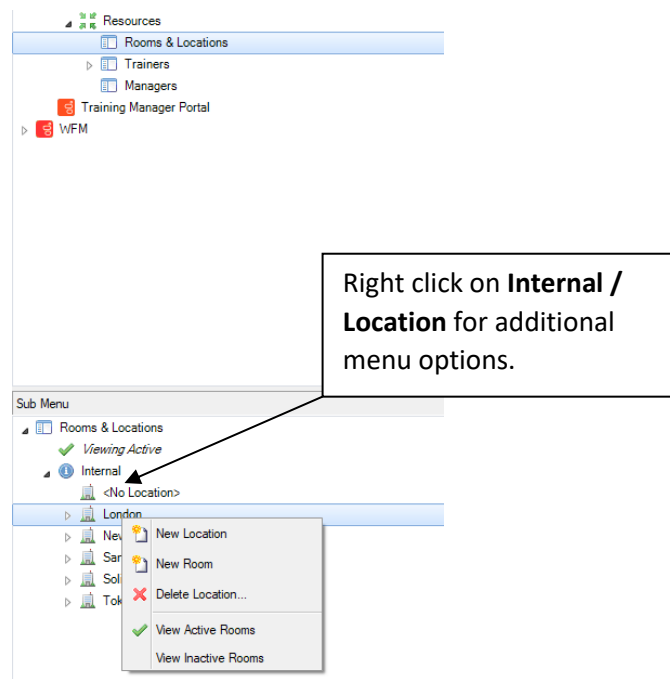 Resources
Rooms & Locations
Trainers
Managers
Training Manager Portal
WFM
Right click on Internal /
Location for additional
menu options.
Sub Menu
Rooms & Locations
Viewing Active
Internal
<No Location>
London
New Location
New Room
Delete Location...
View Active Rooms
View Inactive Rooms